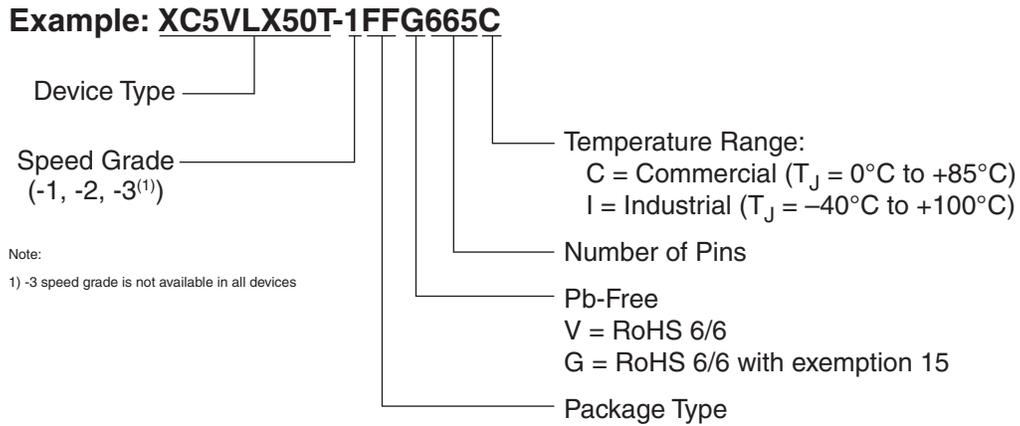 Example: XC5VLX50T-1FFG665C
Device Type
Speed Grade
(-1, -2, -3(1))
Note:
1) -3 speed grade is not available in all devices
Temperature Range:
C = Commercial (TJ = 0°C to +85°C)
I = Industrial (TJ = –40°C to +100°C)
Number of Pins
Pb-Free
V = RoHS 6/6
G = RoHS 6/6 with exemption 15
Package Type